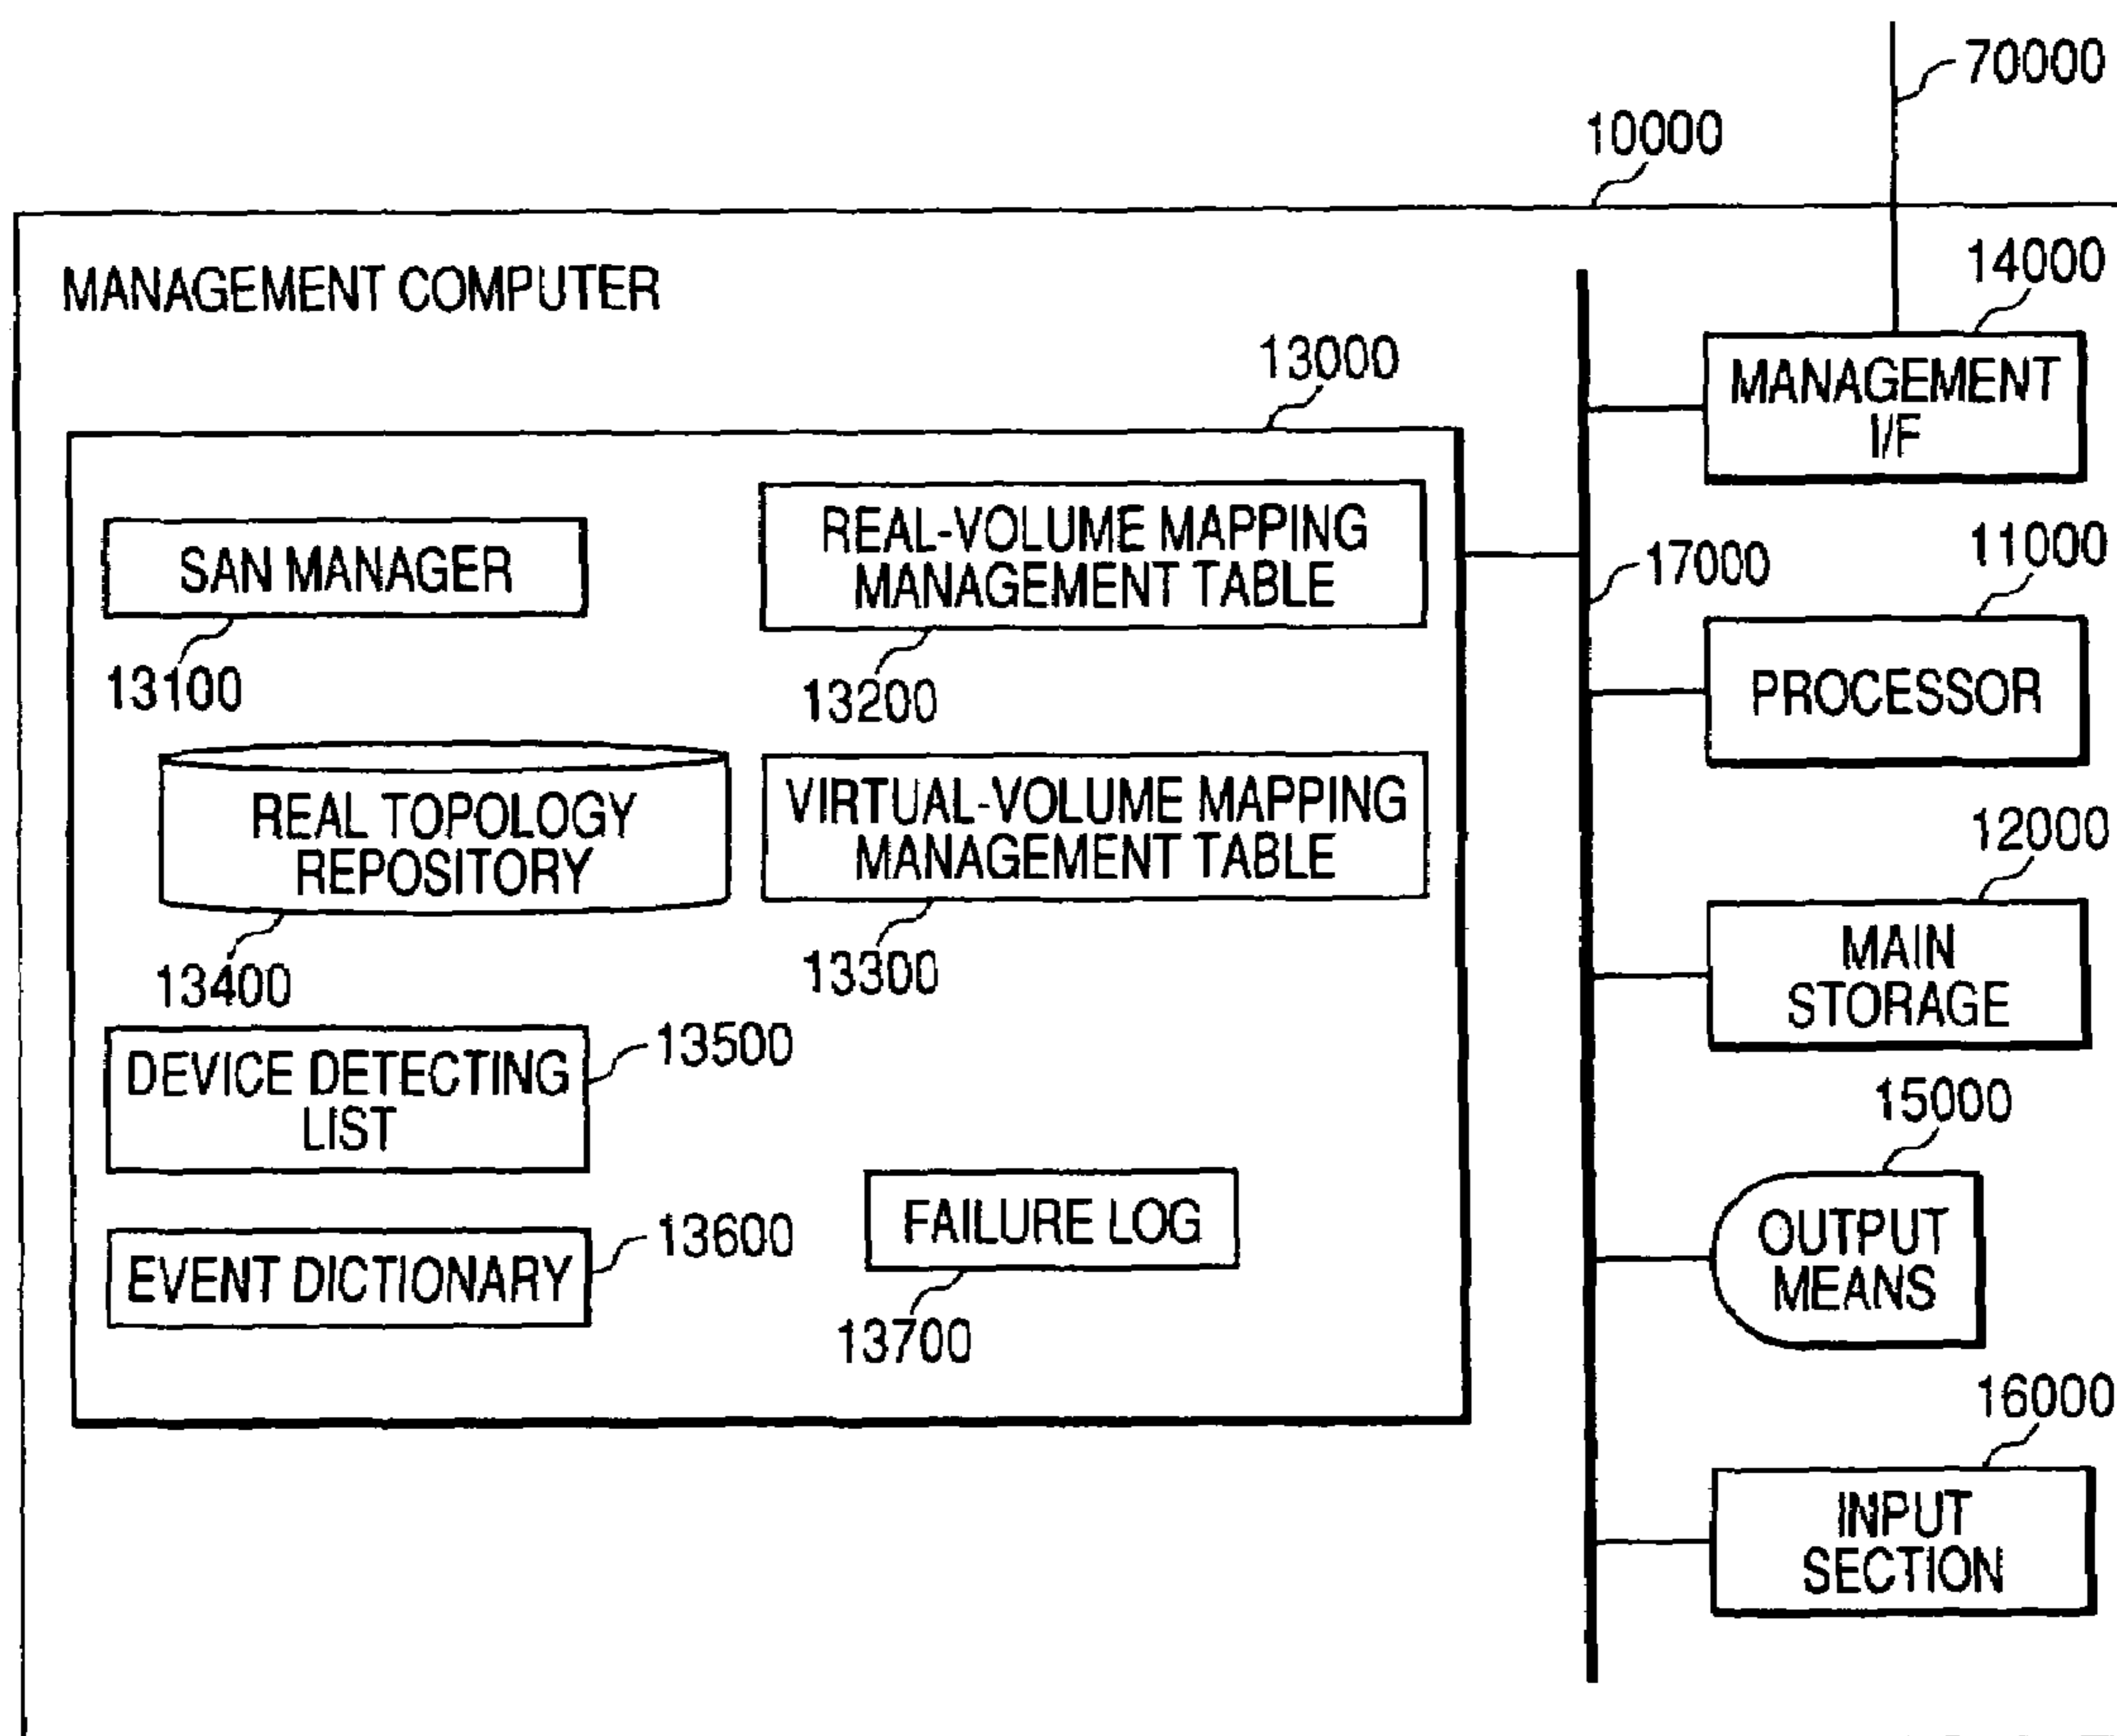 70000
10000
MANAGEMENT COMPUTER
14000
MANAGEMENT
I/F
13000
SAN MANAGER
13100
REAL-VOLUME MAPPING
MANAGEMENT TABLE
13200
17000
11000
PROCESSOR
REAL TOPOLOGY
REPOSITORY
13400
VIRTUAL-VOLUME MAPPING
MANAGEMENT TABLE
13300
12000
MAIN
STORAGE
DEVICE DETECTING
LIST
13500
15000
OUTPUT
MEANS
EVENT DICTIONARY
13600
FAILURE LOG
13700
16000
INPUT
SECTION